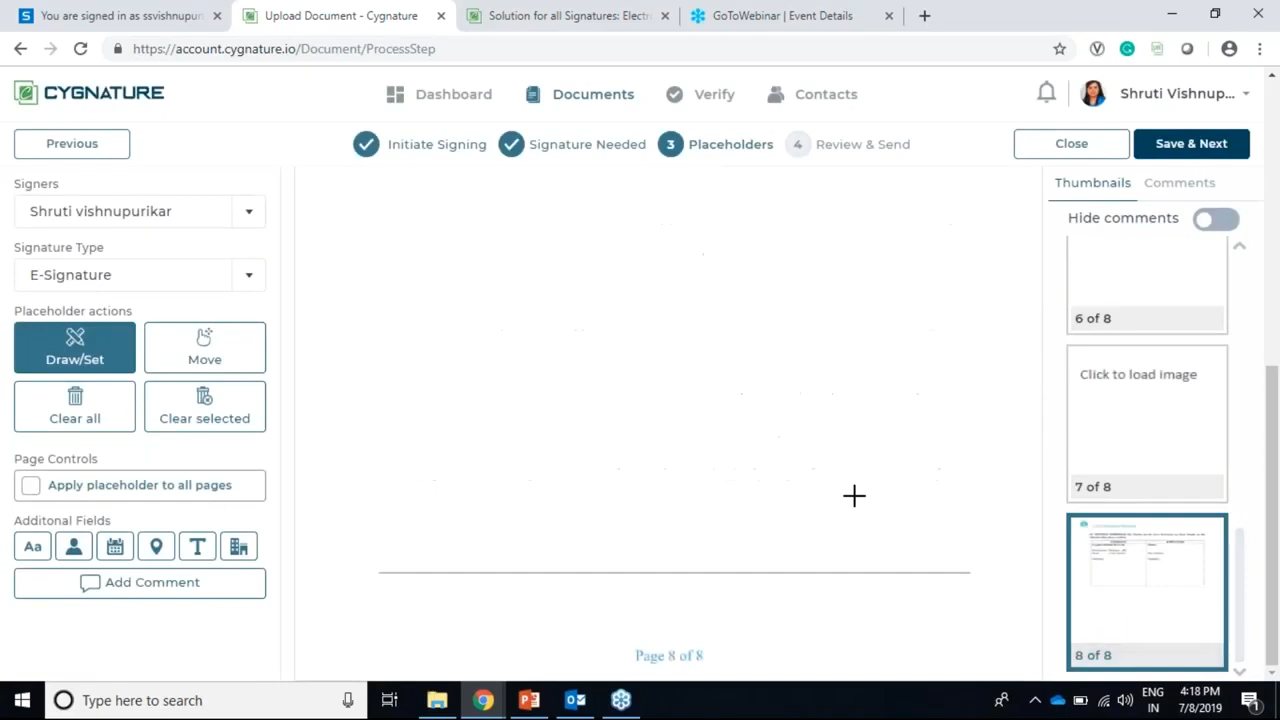 You are signed in as ssvishnupuri
Upload Document - Cygnature
Solution for all Signatures: Electr
GoToWebinar | Event Details
https://account.cygnature.io/Document/ProcessStep
CYGNATURE
Dashboard
Documents
Verify
Contacts
Shruti Vishnup...
Previous
Initiate Signing
Signature Needed
3 Placeholders
4 Review & Send
Close
Save & Next
Signers
Shruti vishnupurikar
Signature Type
E-Signature
Placeholder actions
Draw/Set
Move
Clear all
Clear selected
Page Controls
Apply placeholder to all pages
Additonal Fields
Aa
T
Add Comment
Page 8 of 8
Thumbnails
Comments
Hide comments
6 of 8
Click to load image
7 of 8
8 of 8
Type here to search
ENG
IN
4:18 PM
7/8/2019
1